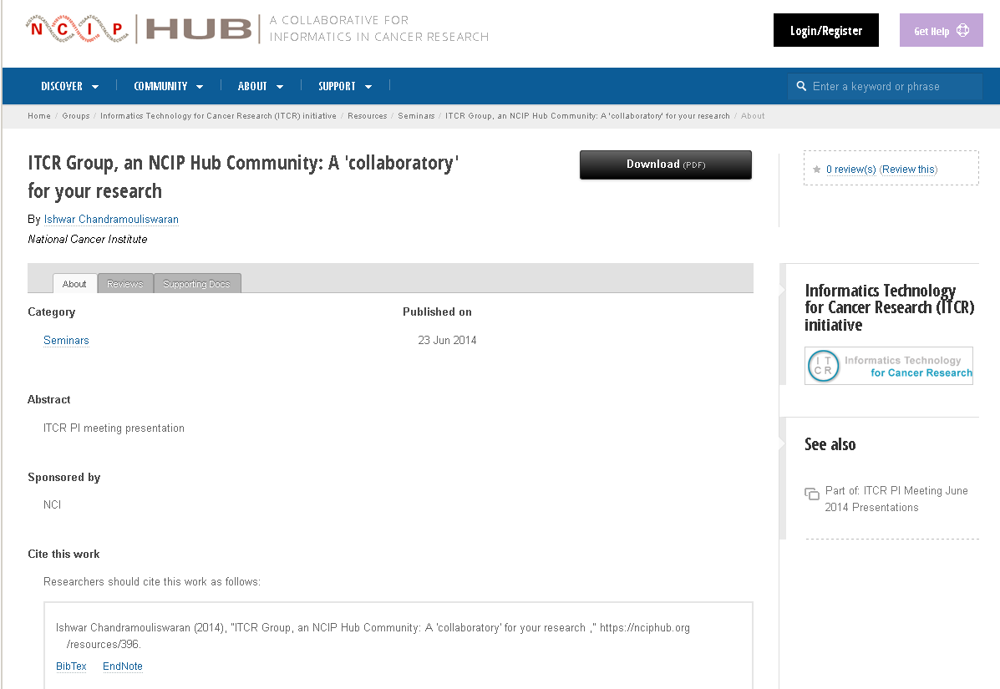 NCIP HUB
A COLLABORATIVE FOR
INFORMATICS IN CANCER RESEARCH
Login/Register
Get Help
DISCOVER
COMMUNITY
ABOUT
SUPPORT
Enter a keyword or phrase
Home / Groups / Informatics Technology for Cancer Research (ITCR) initiative / Resources / Seminars / ITCR Group, an NCIP Hub Community: A 'collaboratory' for your research / About
ITCR Group, an NCIP Hub Community: A 'collaboratory'
for your research
By Ishwar Chandramouliswaran
National Cancer Institute
Download (PDF)
0 review(s) (Review this)
About
Reviews
Supporting Docs
Category
Published on
Seminars
23 Jun 2014
Abstract
ITCR PI meeting presentation
Sponsored by
NCI
Cite this work
Researchers should cite this work as follows:
Ishwar Chandramouliswaran (2014), "ITCR Group, an NCIP Hub Community: A 'collaboratory' for your research ," https://nciphub.org
/resources/396.
BibTex
EndNote
Informatics Technology
for Cancer Research (ITCR)
initiative
I T
C R
Informatics Technology
for Cancer Research
See also
Part of: ITCR PI Meeting June
2014 Presentations